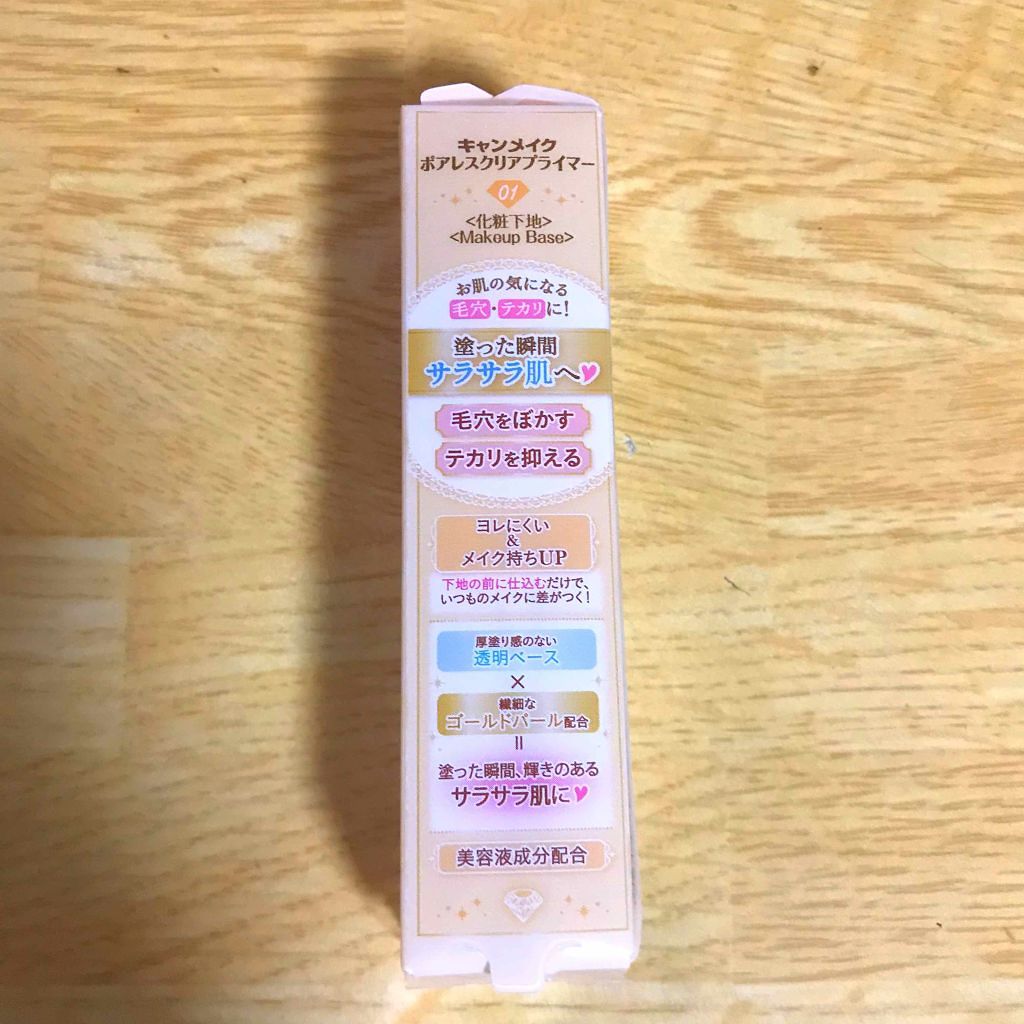 キャンメイク
ポアレスクリアプライマー
01
<化粧下地>
<Makeup Base>
お肌の気になる
毛穴・テカリに!
塗った瞬間
サラサラ肌へ♥
毛穴をぼかす
テカリを抑える
ヨレにくい
&
メイク持ちUP
下地の前に仕込むだけで、
いつものメイクに差がつく!
厚塗り感のない
透明ベース
×
繊細な
ゴールドパール配合
=
塗った瞬間、輝きのある
サラサラ肌に♥
美容液成分配合